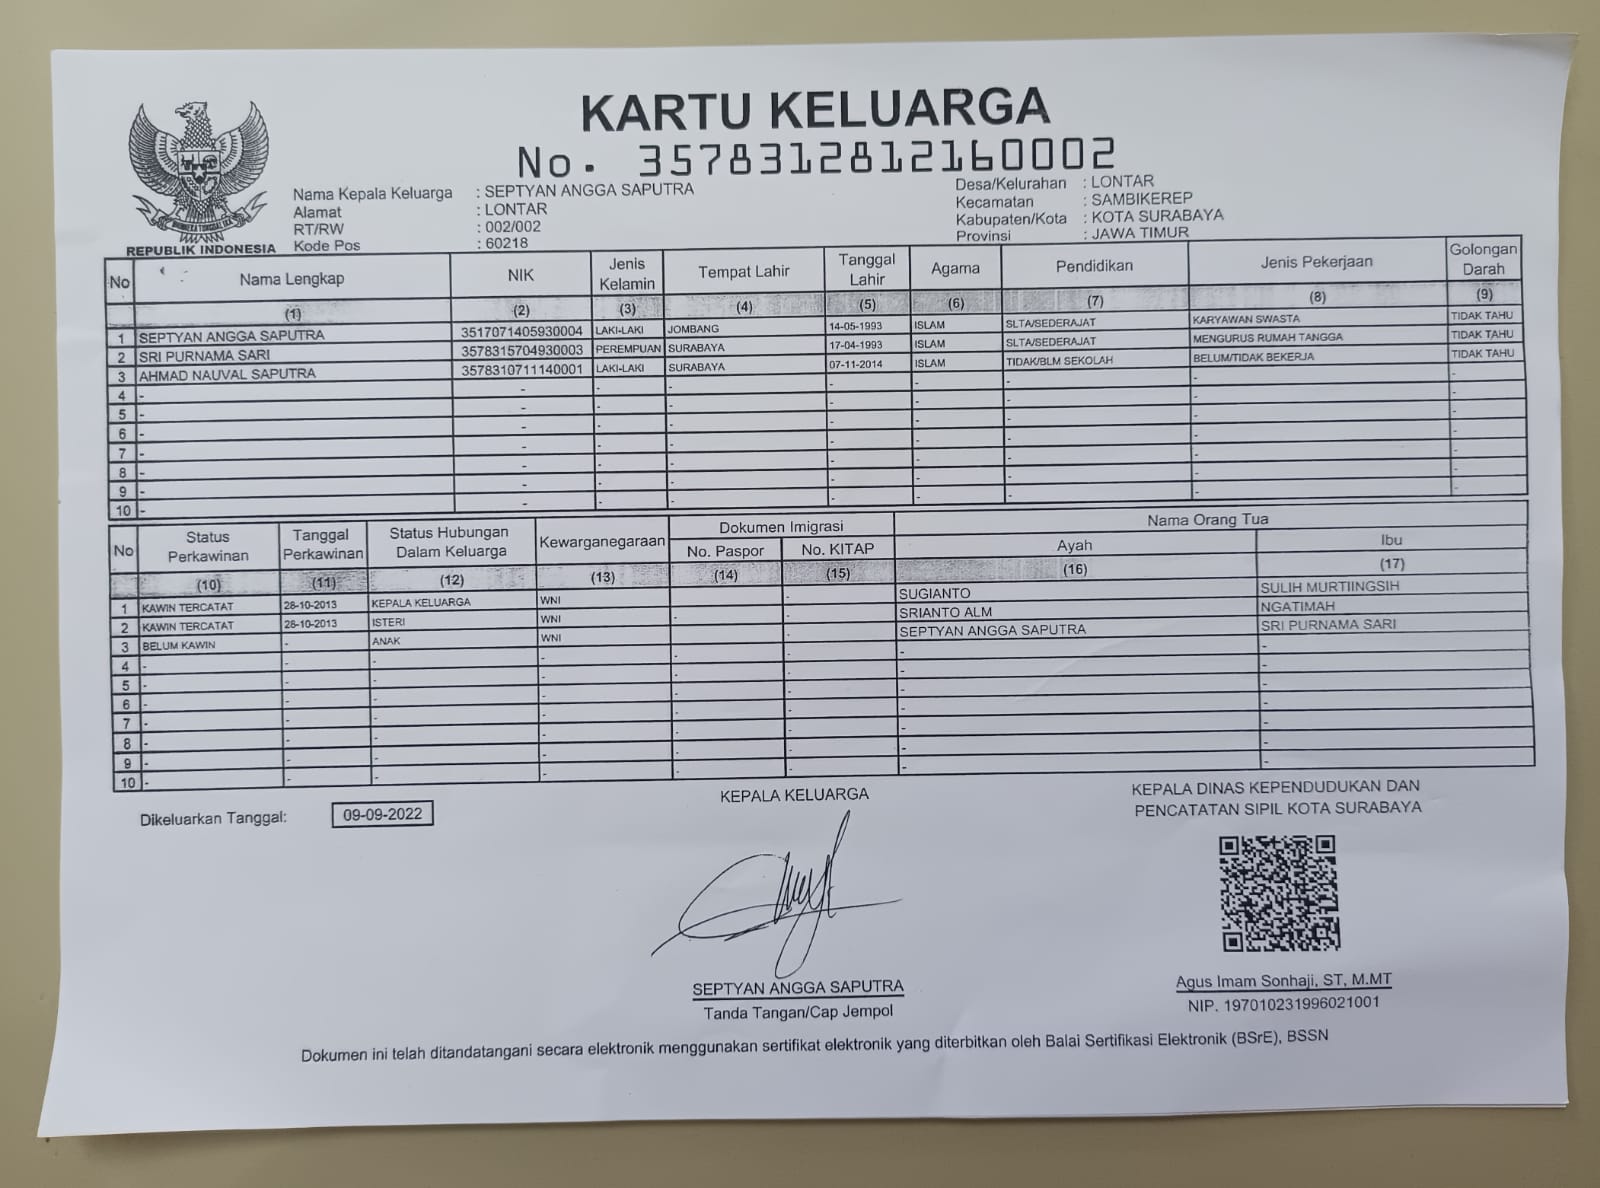 KARTU KELUARGA
No. 3578312812160002
REPUBLIK INDONESIA
Nama Kepala Keluarga : SEPTYAN ANGGA SAPUTRA
Alamat : LONTAR
RT/RW : 002/002
Kode Pos : 60218
Desa/Kelurahan : LONTAR
Kecamatan : SAMBIKEREP
Kabupaten/Kota : KOTA SURABAYA
Provinsi : JAWA TIMUR
No Nama Lengkap NIK Jenis Kelamin Tempat Lahir Tanggal Lahir Agama Pendidikan Jenis Pekerjaan Golongan Darah
(1) (2) (3) (4) (5) (6) (7) (8) (9)
1 SEPTYAN ANGGA SAPUTRA 3517071405930004 LAKI-LAKI JOMBANG 14-05-1993 ISLAM SLTA/SEDERAJAT KARYAWAN SWASTA TIDAK TAHU
2 SRI PURNAMA SARI 3578315704930003 PEREMPUAN SURABAYA 17-04-1993 ISLAM SLTA/SEDERAJAT MENGURUS RUMAH TANGGA TIDAK TAHU
3 AHMAD NAUVAL SAPUTRA 3578310711140001 LAKI-LAKI SURABAYA 07-11-2014 ISLAM TIDAK/BLM SEKOLAH BELUM/TIDAK BEKERJA TIDAK TAHU
4 - - - - - - - - -
5 - - - - - - - - -
6 - - - - - - - - -
7 - - - - - - - - -
8 - - - - - - - - -
9 - - - - - - - - -
10 - - - - - - - - -
No Status Perkawinan Tanggal Perkawinan Status Hubungan Dalam Keluarga Kewarganegaraan Dokumen Imigrasi Nama Orang Tua
No. Paspor No. KITAP Ayah Ibu
(10) (11) (12) (13) (14) (15) (16) (17)
1 KAWIN TERCATAT 28-10-2013 KEPALA KELUARGA WNI - SUGIANTO SULIH MURTIINGSIH
2 KAWIN TERCATAT 28-10-2013 ISTERI WNI - - SRIANTO ALM NGATIMAH
3 BELUM KAWIN - ANAK WNI - SEPTYAN ANGGA SAPUTRA SRI PURNAMA SARI
4 - - - - - - - -
5 - - - - - - - -
6 - - - - - - - -
7 - - - - - - - -
8 - - - - - - - -
9 - - - - - - - -
10 - - - - - - - -
Dikeluarkan Tanggal: 09-09-2022
KEPALA KELUARGA
SEPTYAN ANGGA SAPUTRA
Tanda Tangan/Cap Jempol
KEPALA DINAS KEPENDUDUKAN DAN
PENCATATAN SIPIL KOTA SURABAYA
Agus Imam Sonhaji, ST, M.MT
NIP. 197010231996021001
Dokumen ini telah ditandatangani secara elektronik menggunakan sertifikat elektronik yang diterbitkan oleh Balai Sertifikasi Elektronik (BSrE), BSSN